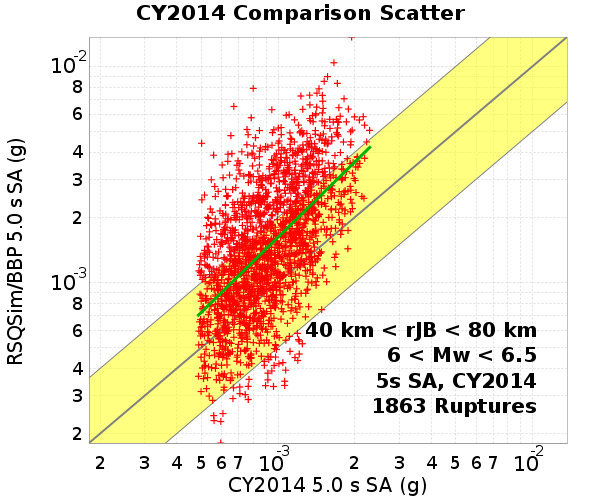 CY2014 Comparison Scatter
RSQSim/BBP 5.0 s SA (g)
10^-2
8
6
4
3
2
10^-3
8
6
4
3
2
40 km < rJB < 80 km
6 < Mw < 6.5
5s SA, CY2014
1863 Ruptures
2 3 4 5 6 7 10^-3 2 3 4 5 6 7 10^-2
CY2014 5.0 s SA (g)